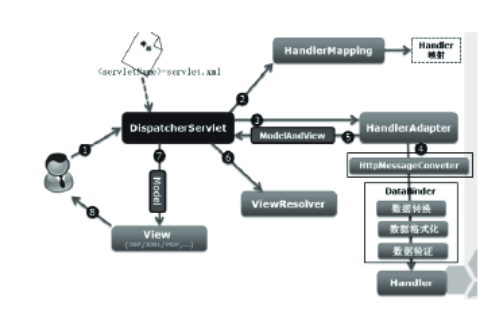 HandlerMapping
Handler
映射
<servletName>-servlet.xml
2
3
DispatcherServlet
ModelAndView
5
HandlerAdapter
1
7
6
4
HttpMessageConveter
Model
DataBinder
数据转换
ViewResolver
8
数据格式化
View
(JSP/XML/PDF,...)
数据验证
Handler